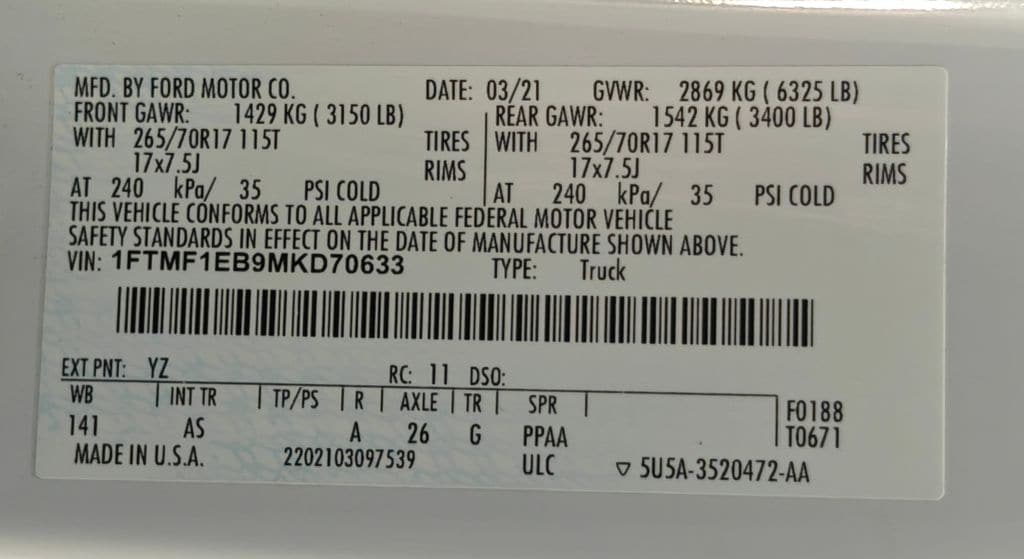 MFD. BY FORD MOTOR CO. DATE: 03/21 GVWR: 2869 KG ( 6325 LB)
FRONT GAWR: 1429 KG ( 3150 LB) REAR GAWR: 1542 KG ( 3400 LB)
WITH 265/70R17 115T TIRES WITH 265/70R17 115T TIRES
17x7.5J RIMS 17x7.5J RIMS
AT 240 kPa/ 35 PSI COLD AT 240 kPa/ 35 PSI COLD
THIS VEHICLE CONFORMS TO ALL APPLICABLE FEDERAL MOTOR VEHICLE
SAFETY STANDARDS IN EFFECT ON THE DATE OF MANUFACTURE SHOWN ABOVE.
VIN: 1FTMF1EB9MKD70633 TYPE: Truck
EXT PNT: YZ RC: 11 DSO:
WB INT TR TP/PS R AXLE TR SPR F0188
141 AS A 26 G PPAA T0671
MADE IN U.S.A. 2202103097539 ULC ▽ 5U5A-3520472-AA